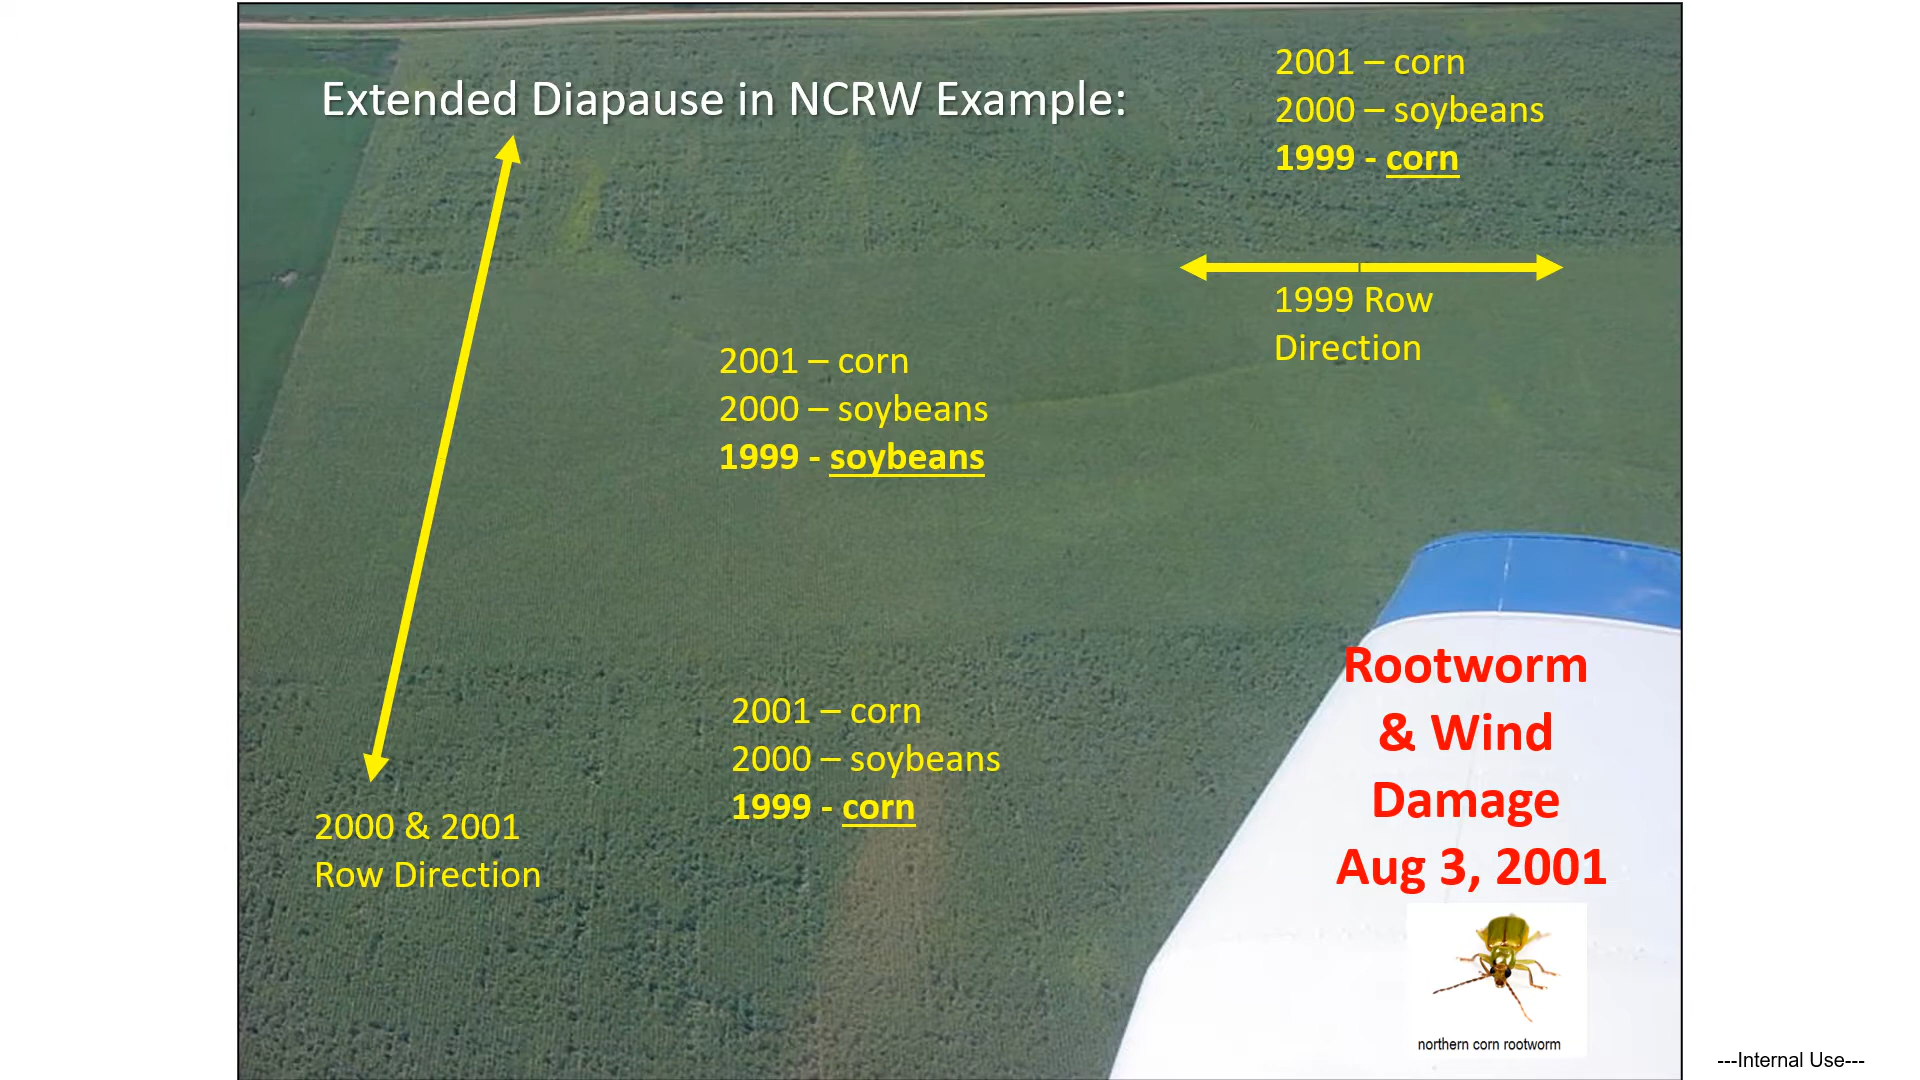 Extended Diapause in NCRW Example:
2001 – corn
2000 – soybeans
1999 - corn
1999 Row
Direction
2001 – corn
2000 – soybeans
1999 - soybeans
2001 – corn
2000 – soybeans
1999 - corn
2000 & 2001
Row Direction
Rootworm
& Wind
Damage
Aug 3, 2001
northern corn rootworm
---Internal Use---